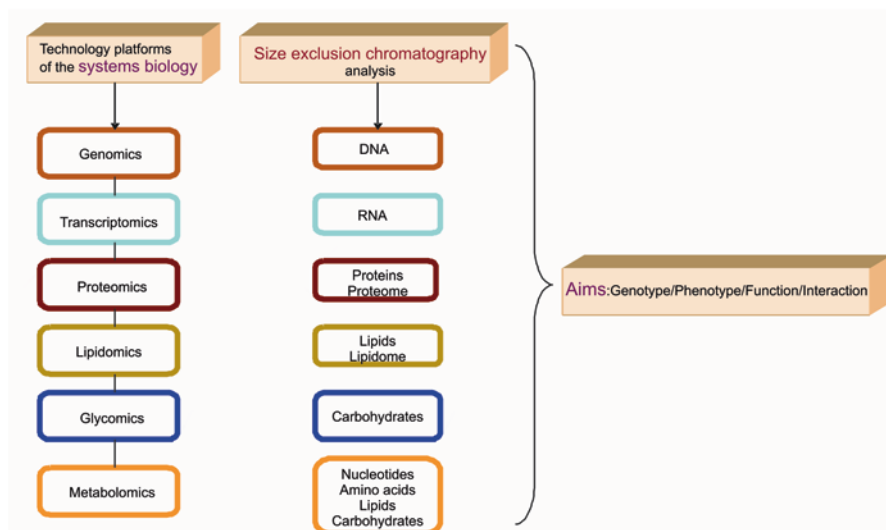 Technology platforms
of the systems biology
Size exclusion chromatography
analysis
Genomics
DNA
Transcriptomics
RNA
Proteomics
Proteins
Proteome
Aims:Genotype/Phenotype/Function/Interaction
Lipidomics
Lipids
Lipidome
Glycomics
Carbohydrates
Metabolomics
Nucleotides
Amino acids
Lipids
Carbohydrates